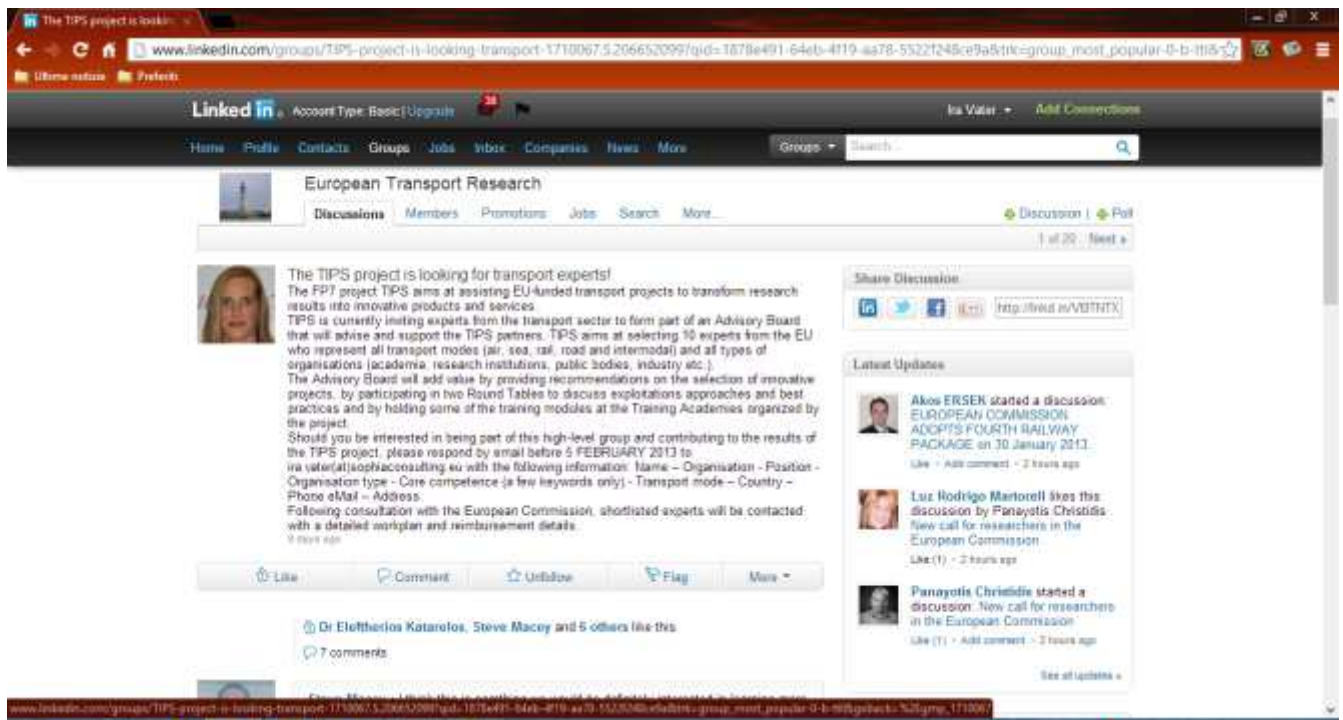 The TIPS project is lookin
www.linkedin.com/groups/TIPS-project-is-looking-transport-1710067.S.206652099?qid=1878e491-64eb-4f19-aa78-5522f248ce9a&trk=group_most_popular-0-b-ttl&
Ultime notizie Preferiti
Linked in Account Type: Basic | Upgrade Ira Vater Add Connections
Home Profile Contacts Groups Jobs Inbox Companies News More Groups Search...
European Transport Research
Discussions Members Promotions Jobs Search More... Discussion | Poll
1 of 20 Next »
The TIPS project is looking for transport experts!
The FP7 project TIPS aims at assisting EU-funded transport projects to transform research
results into innovative products and services.
TIPS is currently inviting experts from the transport sector to form part of an Advisory Board
that will advise and support the TIPS partners. TIPS aims at selecting 10 experts from the EU
who represent all transport modes (air, sea, rail, road and intermodal) and all types of
organisations (academia, research institutions, public bodies, industry etc.).
The Advisory Board will add value by providing recommendations on the selection of innovative
projects, by participating in two Round Tables to discuss exploitations approaches and best
practices and by holding some of the training modules at the Training Academies organized by
the project.
Should you be interested in being part of this high-level group and contributing to the results of
the TIPS project, please respond by email before 5 FEBRUARY 2013 to
ira.vater(at)sophiaconsulting.eu with the following information: Name – Organisation - Position -
Organisation type - Core competence (a few keywords only) - Transport mode – Country –
Phone eMail – Address.
Following consultation with the European Commission, shortlisted experts will be contacted
with a detailed workplan and reimbursement details.
days ago
Like Comment Unfollow Flag More
Dr Eleftherios Katarelos, Steve Macey and 6 others like this
7 comments
Share Discussion
Latest Updates
Akos ERSEK started a discussion:
EUROPEAN COMMISSION
ADOPTS FOURTH RAILWAY
PACKAGE on 30 January 2013.
Like · Add comment · 2 hours ago
Luz Rodrigo Martorell likes this
discussion by Panayotis Christidis
New call for researchers in the
European Commission
Like (1) · 2 hours ago
Panayotis Christidis started a
discussion: New call for researchers
in the European Commission
Like (1) · Add comment · 2 hours ago
See all updates »